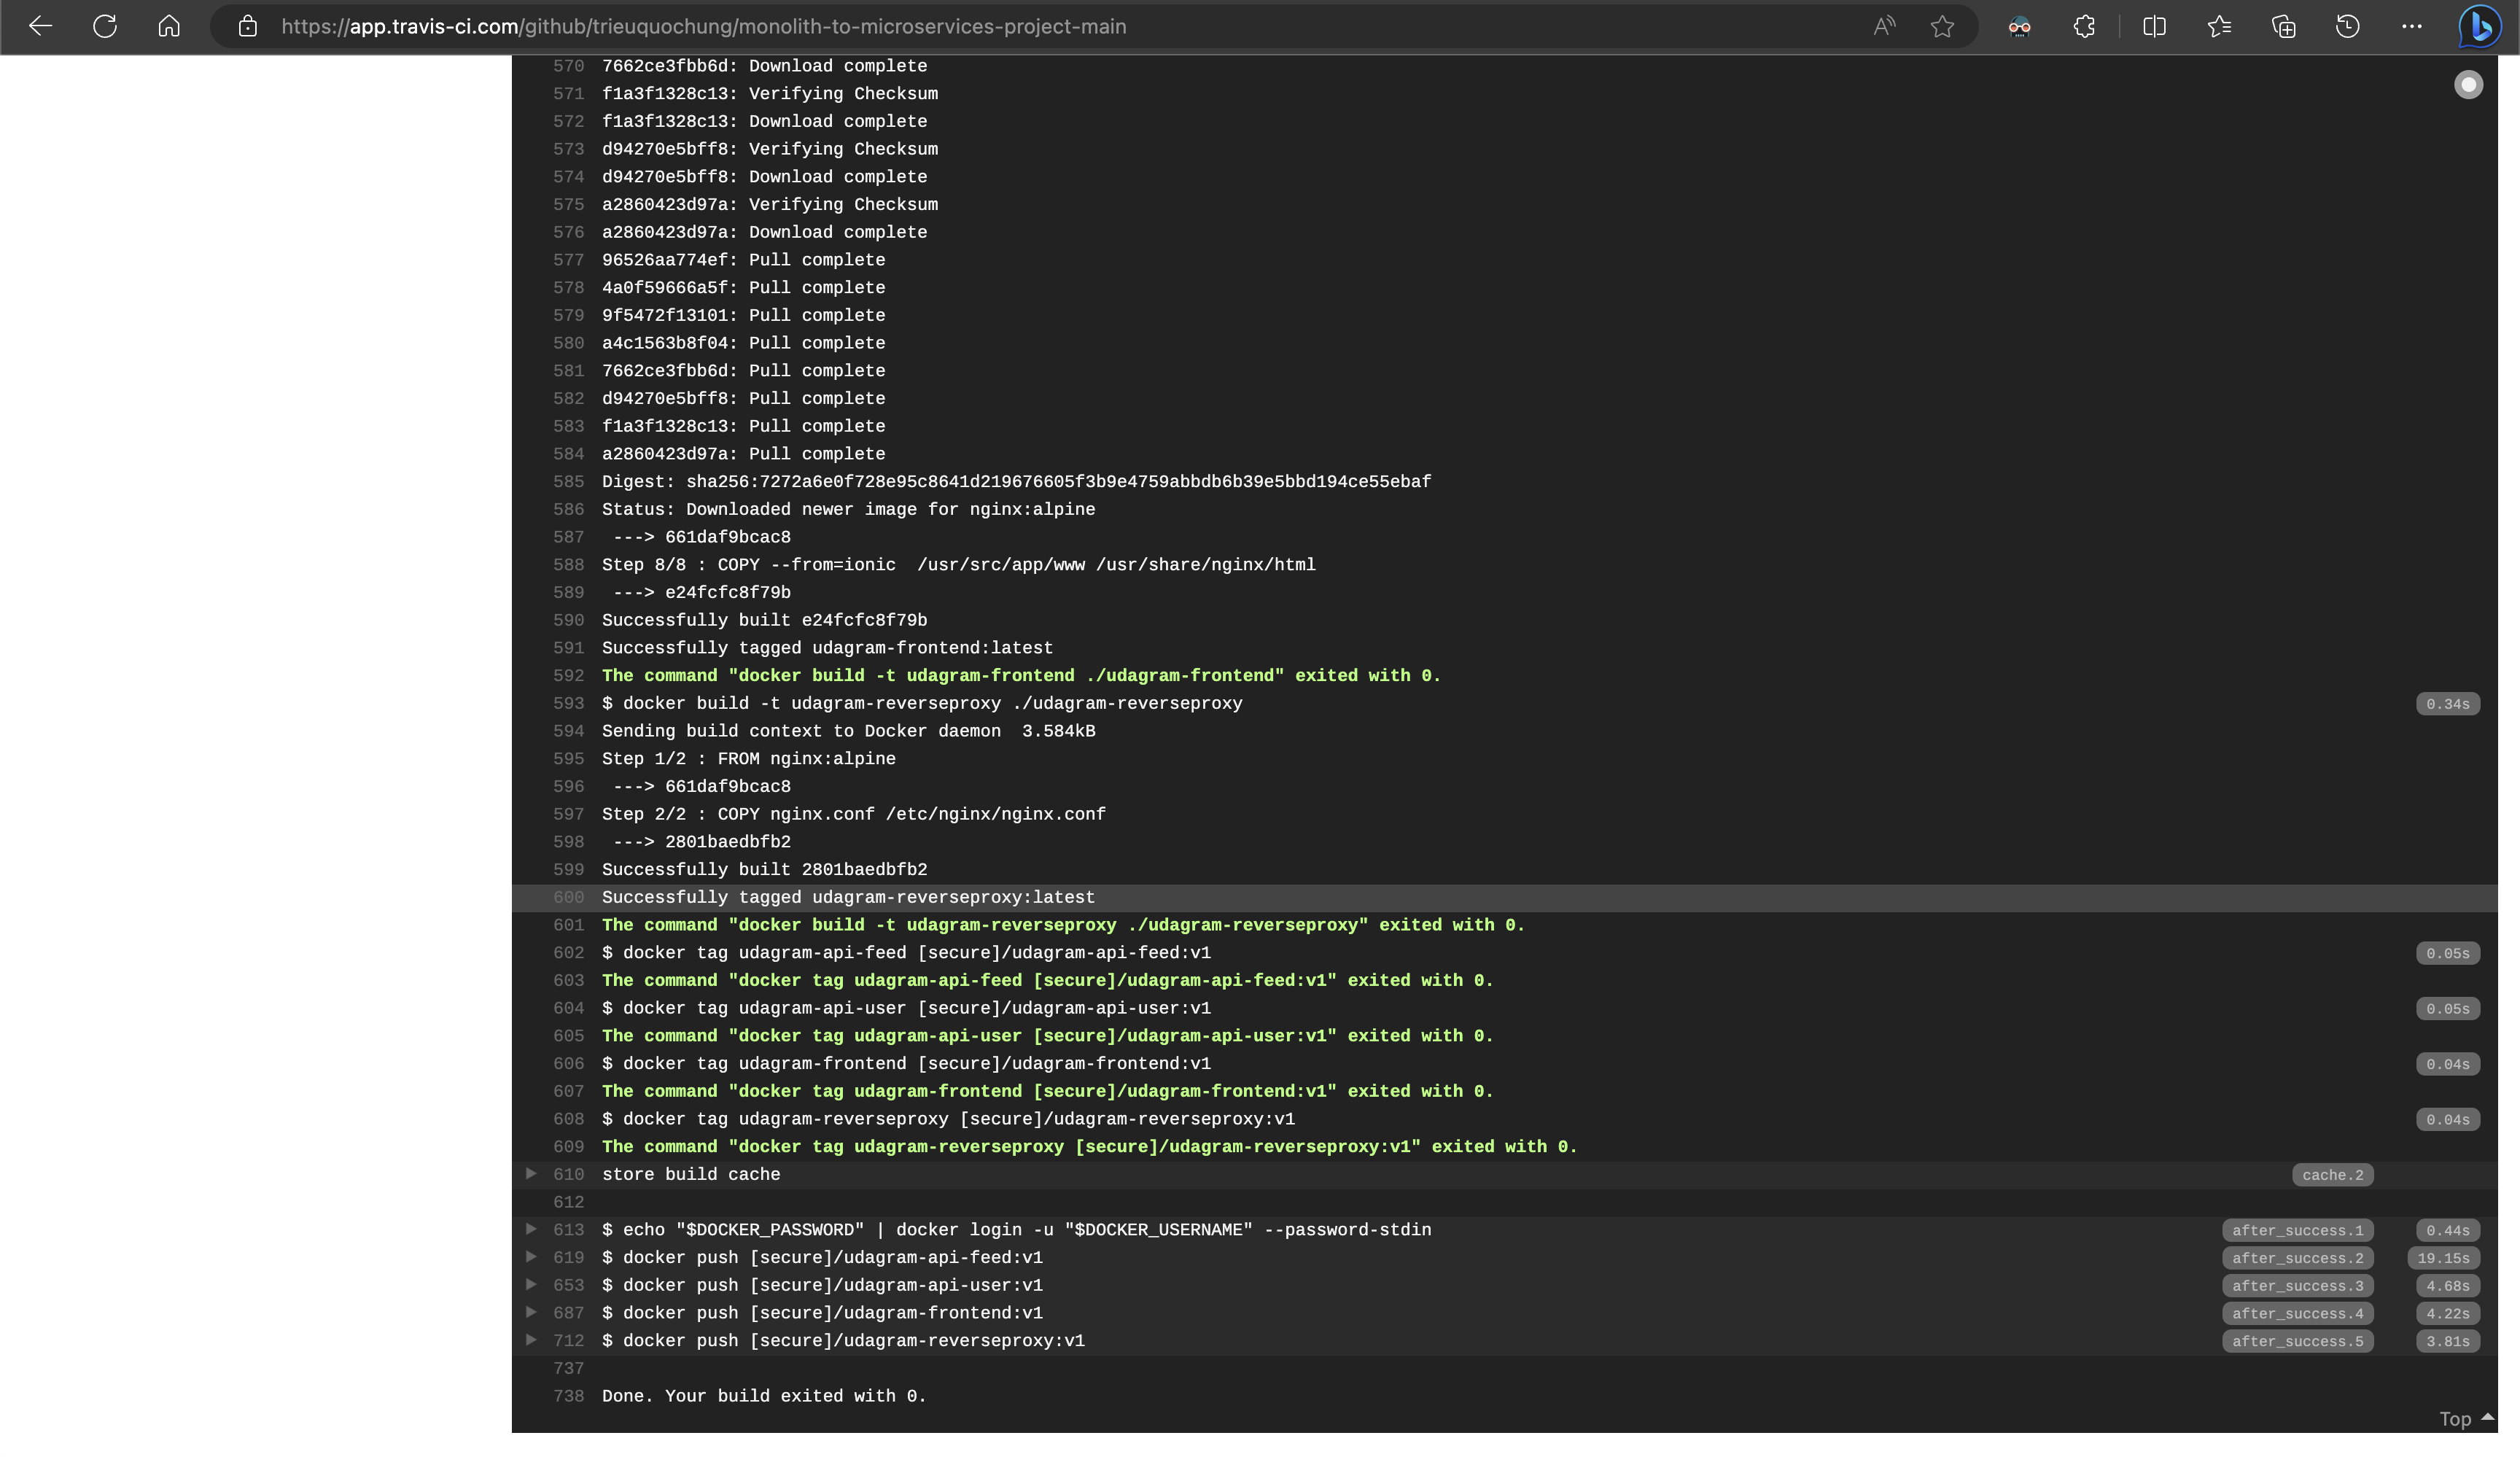 https://app.travis-ci.com/github/trieuquochung/monolith-to-microservices-project-main
570 7662ce3fbb6d: Download complete
571 f1a3f1328c13: Verifying Checksum
572 f1a3f1328c13: Download complete
573 d94270e5bff8: Verifying Checksum
574 d94270e5bff8: Download complete
575 a2860423d97a: Verifying Checksum
576 a2860423d97a: Download complete
577 96526aa774ef: Pull complete
578 4a0f59666a5f: Pull complete
579 9f5472f13101: Pull complete
580 a4c1563b8f04: Pull complete
581 7662ce3fbb6d: Pull complete
582 d94270e5bff8: Pull complete
583 f1a3f1328c13: Pull complete
584 a2860423d97a: Pull complete
585 Digest: sha256:7272a6e0f728e95c8641d219676605f3b9e4759abbdb6b39e5bbd194ce55ebaf
586 Status: Downloaded newer image for nginx:alpine
587 ---> 661daf9bcac8
588 Step 8/8 : COPY --from=ionic  /usr/src/app/www /usr/share/nginx/html
589 ---> e24fcfc8f79b
590 Successfully built e24fcfc8f79b
591 Successfully tagged udagram-frontend:latest
592 The command "docker build -t udagram-frontend ./udagram-frontend" exited with 0.
593 $ docker build -t udagram-reverseproxy ./udagram-reverseproxy 0.34s
594 Sending build context to Docker daemon  3.584kB
595 Step 1/2 : FROM nginx:alpine
596 ---> 661daf9bcac8
597 Step 2/2 : COPY nginx.conf /etc/nginx/nginx.conf
598 ---> 2801baedbfb2
599 Successfully built 2801baedbfb2
600 Successfully tagged udagram-reverseproxy:latest
601 The command "docker build -t udagram-reverseproxy ./udagram-reverseproxy" exited with 0.
602 $ docker tag udagram-api-feed [secure]/udagram-api-feed:v1 0.05s
603 The command "docker tag udagram-api-feed [secure]/udagram-api-feed:v1" exited with 0.
604 $ docker tag udagram-api-user [secure]/udagram-api-user:v1 0.05s
605 The command "docker tag udagram-api-user [secure]/udagram-api-user:v1" exited with 0.
606 $ docker tag udagram-frontend [secure]/udagram-frontend:v1 0.04s
607 The command "docker tag udagram-frontend [secure]/udagram-frontend:v1" exited with 0.
608 $ docker tag udagram-reverseproxy [secure]/udagram-reverseproxy:v1 0.04s
609 The command "docker tag udagram-reverseproxy [secure]/udagram-reverseproxy:v1" exited with 0.
610 store build cache cache.2
612
613 $ echo "$DOCKER_PASSWORD" | docker login -u "$DOCKER_USERNAME" --password-stdin after_success.1 0.44s
619 $ docker push [secure]/udagram-api-feed:v1 after_success.2 19.15s
653 $ docker push [secure]/udagram-api-user:v1 after_success.3 4.68s
687 $ docker push [secure]/udagram-frontend:v1 after_success.4 4.22s
712 $ docker push [secure]/udagram-reverseproxy:v1 after_success.5 3.81s
737
738 Done. Your build exited with 0.
Top